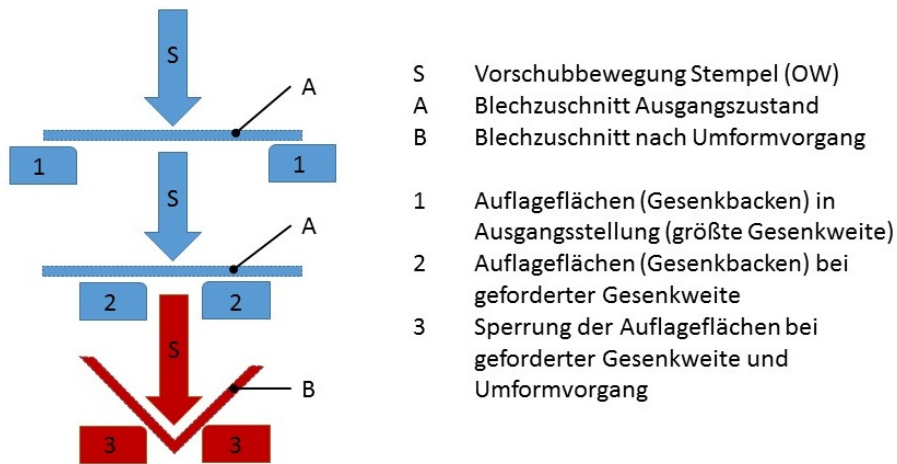 S
A
1
1
S
A
2
2
S
B
3
3
S Vorschubbewegung Stempel (OW)
A Blechzuschnitt Ausgangszustand
B Blechzuschnitt nach Umformvorgang
1 Auflageflächen (Gesenkbacken) in
Ausgangsstellung (größte Gesenkweite)
2 Auflageflächen (Gesenkbacken) bei
geforderter Gesenkweite
3 Sperrung der Auflageflächen bei
geforderter Gesenkweite und
Umformvorgang